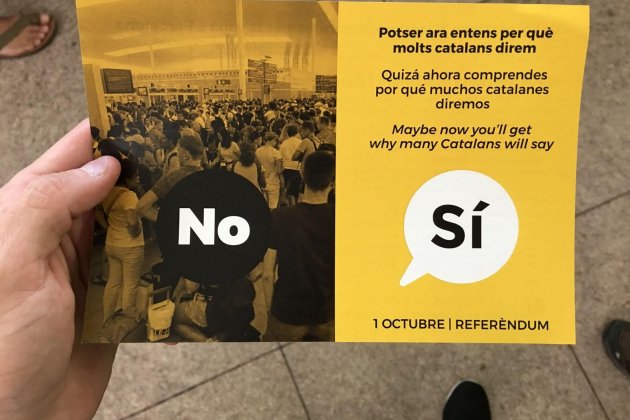 No
Potser ara entens per què
molts catalans direm
Quizá ahora comprendes
por qué muchos catalanes
diremos
Maybe now you'll get
why many Catalans will say
Sí
1 OCTUBRE | REFERÈNDUM